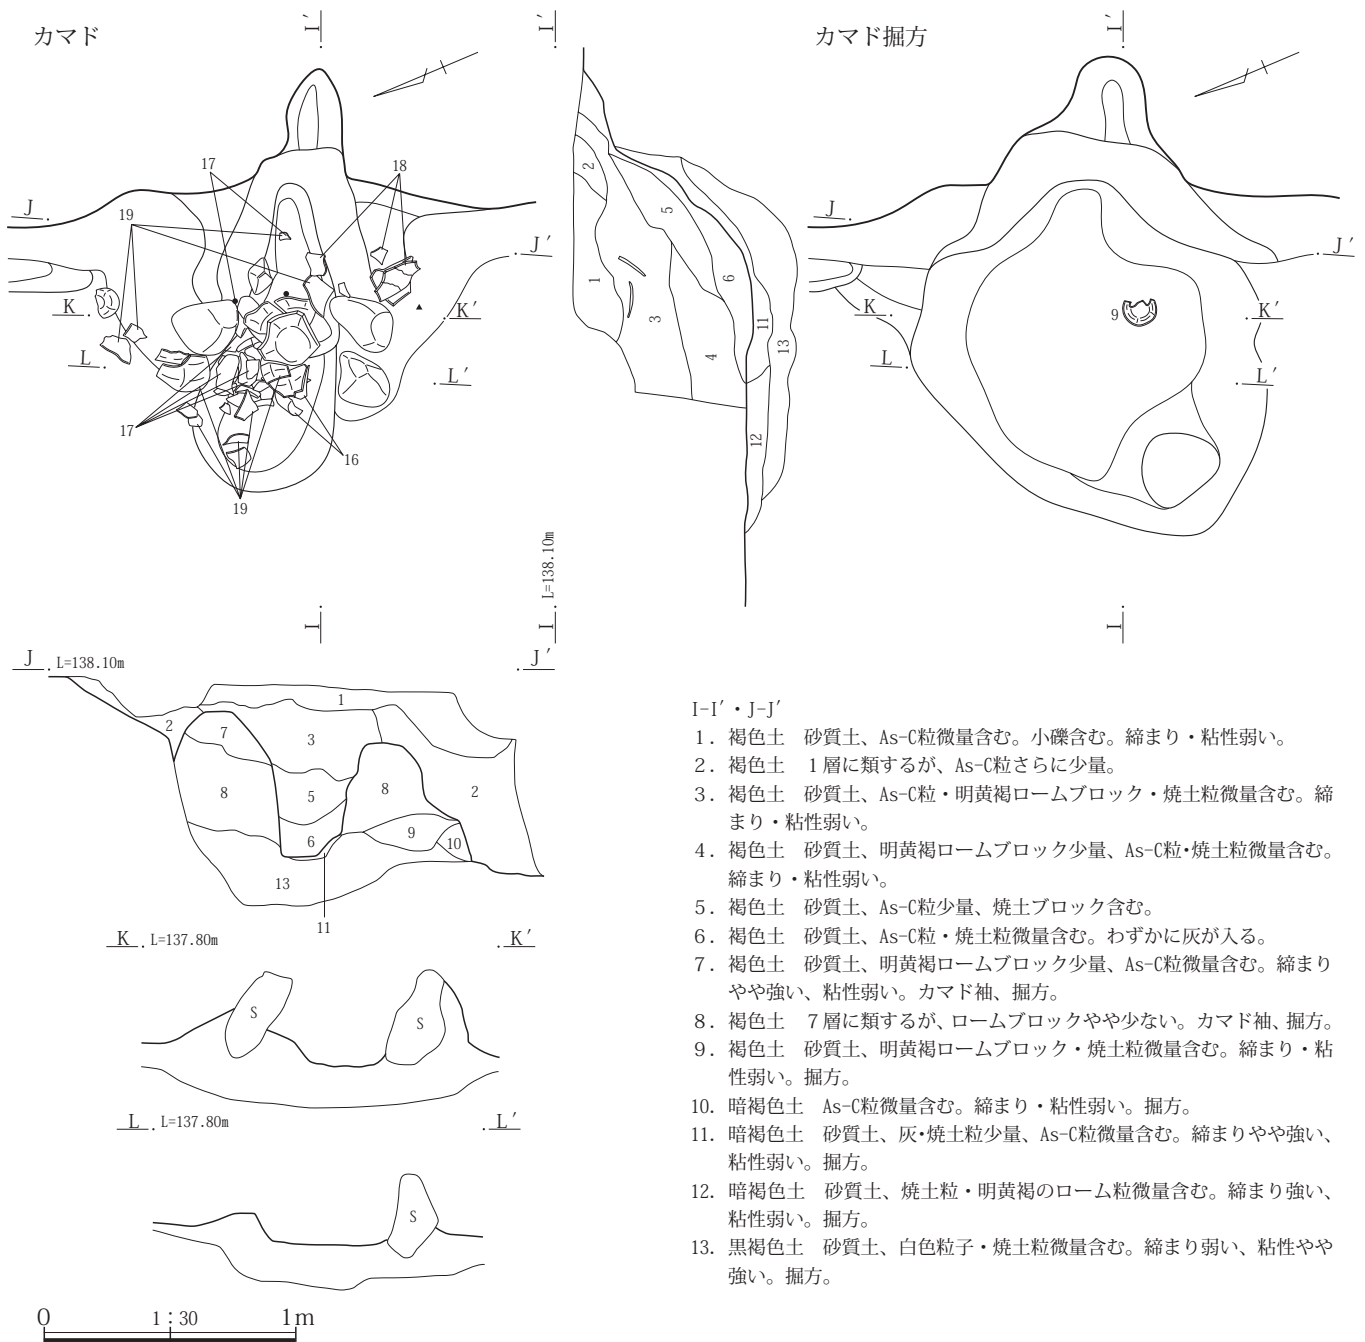 カマド
I′
I′
カマド掘方
I′
17
18
19
J
J′
K
K′
L
L′
17
16
19
2
5
1
6
3
11
4
13
12
J
J′
K
9
K′
L
L′
I
I
L=138.10m
I
J
L=138.10m
J′
1
2
7
3
8
5
8
2
6
9
10
13
11
K
L=137.80m
K′
S
S
L
L=137.80m
L′
S
0
1：30
1m
I-I′・J-J′
1．褐色土　砂質土、As-C粒微量含む。小礫含む。締まり・粘性弱い。
2．褐色土　1層に類するが、As-C粒さらに少量。
3．褐色土　砂質土、As-C粒・明黄褐ロームブロック・焼土粒微量含む。締
まり・粘性弱い。
4．褐色土　砂質土、明黄褐ロームブロック少量、As-C粒・焼土粒微量含む。
締まり・粘性弱い。
5．褐色土　砂質土、As-C粒少量、焼土ブロック含む。
6．褐色土　砂質土、As-C粒・焼土粒微量含む。わずかに灰が入る。
7．褐色土　砂質土、明黄褐ロームブロック少量、As-C粒微量含む。締まり
やや強い、粘性弱い。カマド袖、掘方。
8．褐色土　7層に類するが、ロームブロックやや少ない。カマド袖、掘方。
9．褐色土　砂質土、明黄褐ロームブロック・焼土粒微量含む。締まり・粘
性弱い。掘方。
10．暗褐色土　As-C粒微量含む。締まり・粘性弱い。掘方。
11．暗褐色土　砂質土、灰・焼土粒少量、As-C粒微量含む。締まりやや強い、
粘性弱い。掘方。
12．暗褐色土　砂質土、焼土粒・明黄褐のローム粒微量含む。締まり強い、
粘性弱い。掘方。
13．黒褐色土　砂質土、白色粒子・焼土粒微量含む。締まり弱い、粘性やや
強い。掘方。